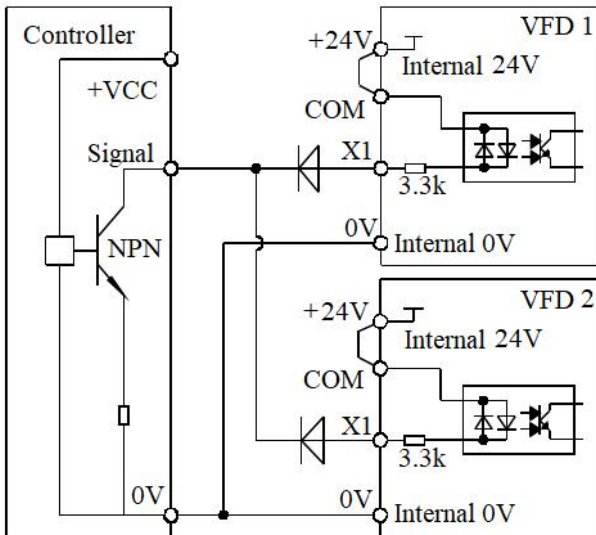 Controller
+VCC
Signal
NPN
0V
VFD 1
+24V
Internal 24V
COM
X1
3.3k
0V
Internal 0V
VFD 2
+24V
Internal 24V
COM
X1
3.3k
0V
Internal 0V